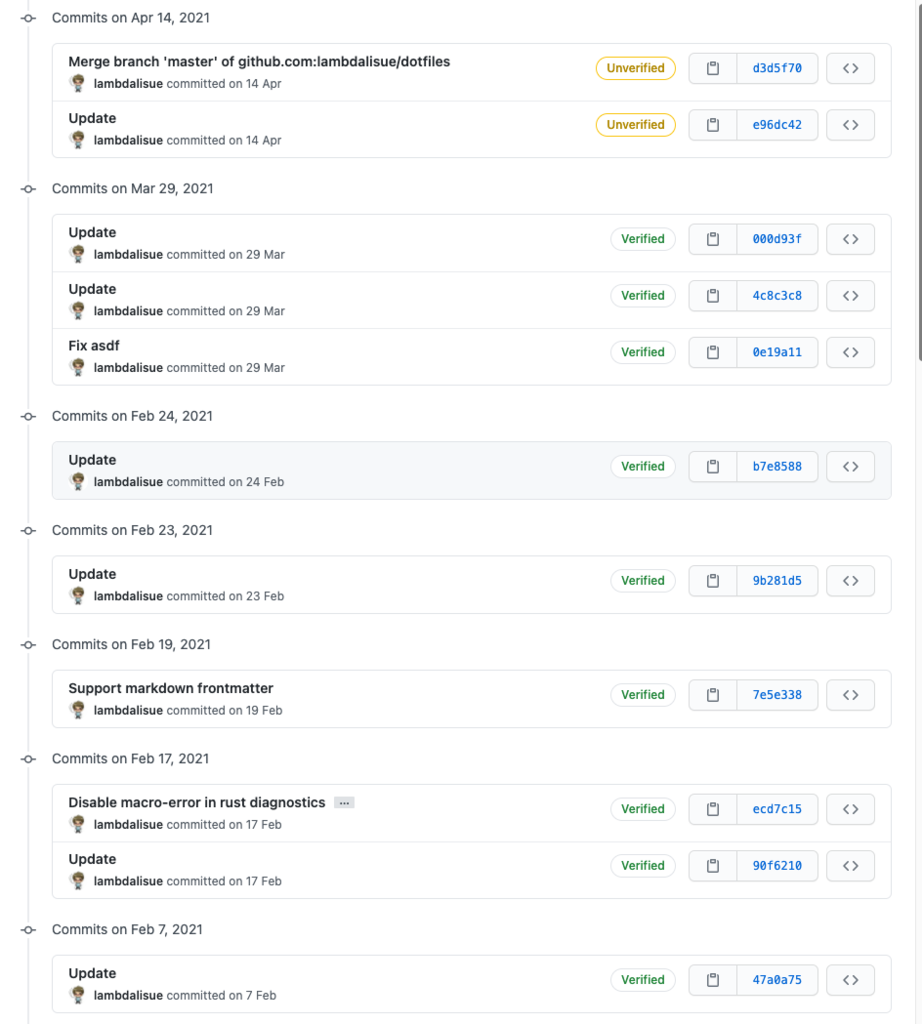 Commits on Apr 14, 2021
Merge branch 'master' of github.com:lambdalisue/dotfiles
Unverified
d3d5f70
lambdalisue committed on 14 Apr
Update
Unverified
e96dc42
lambdalisue committed on 14 Apr
Commits on Mar 29, 2021
Update
Verified
000d93f
lambdalisue committed on 29 Mar
Update
Verified
4c8c3c8
lambdalisue committed on 29 Mar
Fix asdf
Verified
0e19a11
lambdalisue committed on 29 Mar
Commits on Feb 24, 2021
Update
Verified
b7e8588
lambdalisue committed on 24 Feb
Commits on Feb 23, 2021
Update
Verified
9b281d5
lambdalisue committed on 23 Feb
Commits on Feb 19, 2021
Support markdown frontmatter
Verified
7e5e338
lambdalisue committed on 19 Feb
Commits on Feb 17, 2021
Disable macro-error in rust diagnostics …
Verified
ecd7c15
lambdalisue committed on 17 Feb
Update
Verified
90f6210
lambdalisue committed on 17 Feb
Commits on Feb 7, 2021
Update
Verified
47a0a75
lambdalisue committed on 7 Feb